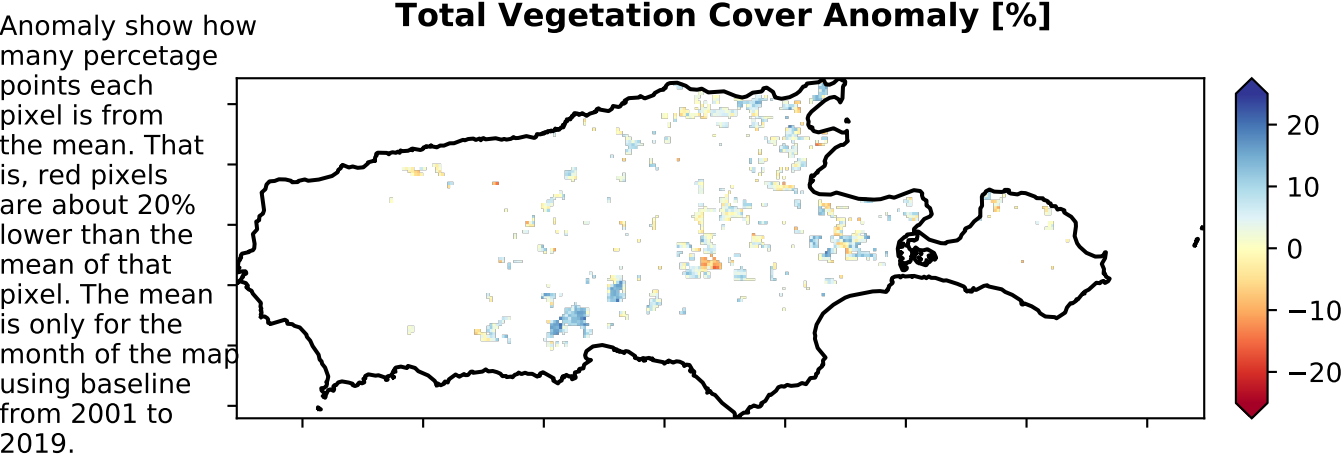 Total Vegetation Cover Anomaly [%]
Anomaly show how
many percetage
points each
pixel is from
the mean. That
is, red pixels
are about 20%
lower than the
mean of that
pixel. The mean
is only for the
month of the map
using baseline
from 2001 to
2019.
20
10
0
−10
−20